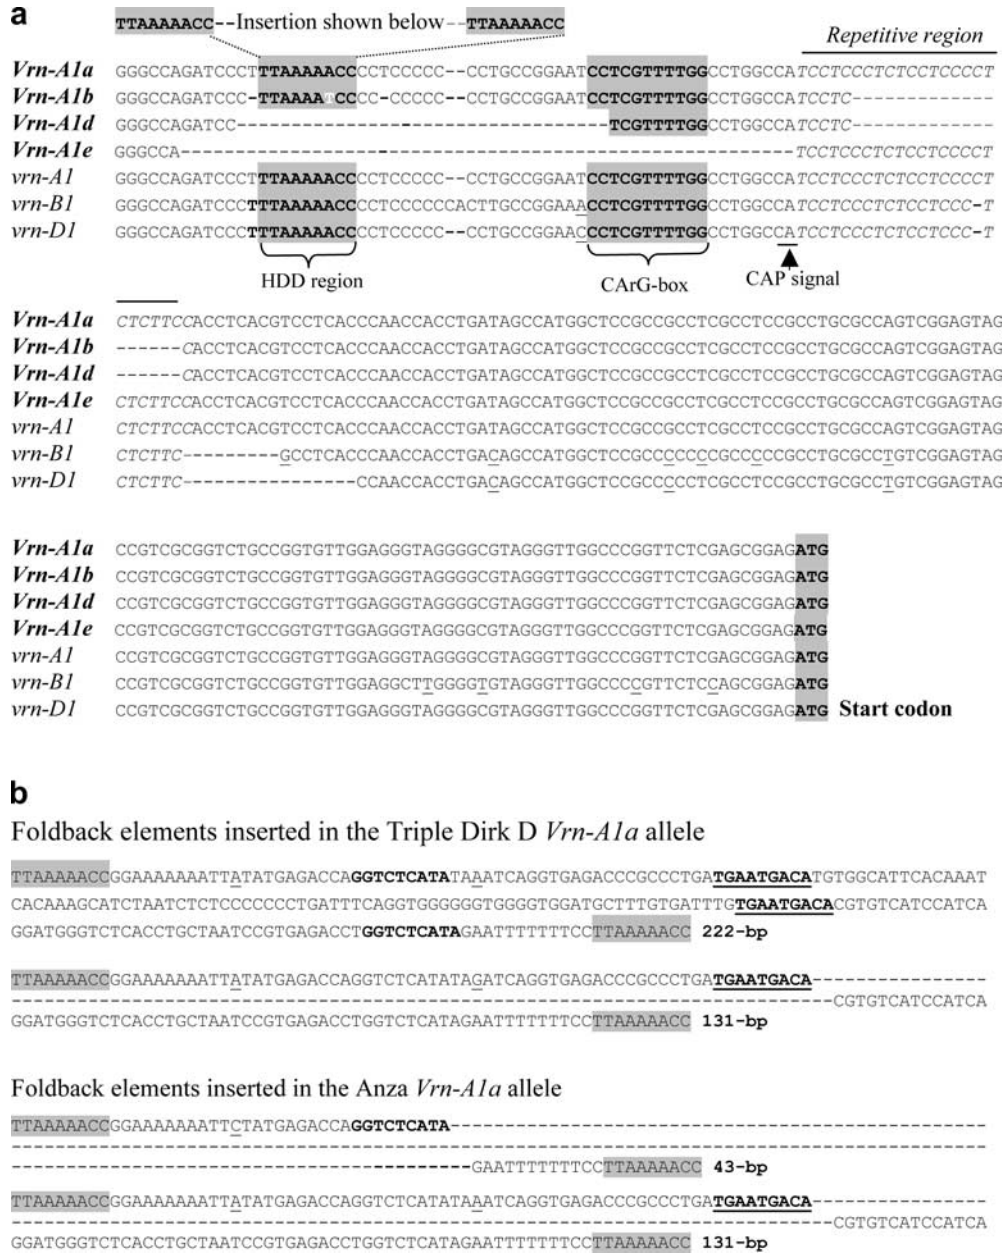 a
TTAAAAACC--Insertion shown below--TTAAAAACC
Repetitive region
Vrn-A1a GGGCCAGATCCCTTTAAAAACCCCTCCCCC--CCTGCCGGAATCCTCGTTTTGGCCTGGCCATCCTCCCTCTCCTCCCCT
Vrn-A1b GGGCCAGATCCC-TTAAAATCCCC-CCCCC--CCTGCCGGAATCCTCGTTTTGGCCTGGCCATCCTC-------------
Vrn-A1d GGGCCAGATCC----------------------------------TCGTTTTGGCCTGGCCATCCTC-------------
Vrn-A1e GGGCCA--------------------------------------------------------TCCTCCCTCTCCTCCCCT
vrn-A1 GGGCCAGATCCCTTTAAAAACCCCTCCCCC--CCTGCCGGAATCCTCGTTTTGGCCTGGCCATCCTCCCTCTCCTCCCCT
vrn-B1 GGGCCAGATCCCTTTAAAAACCCCTCCCCCCACTTGCCGGAAACCTCGTTTTGGCCTGGCCATCCTCCCTCTCCTCCC-T
vrn-D1 GGGCCAGATCCCTTTAAAAACCCCTCCCCC--CCTGCCGGAACCCTCGTTTTGGCCTGGCCATCCTCCCTCTCCTCCC-T
HDD region CArG-box CAP signal
Vrn-A1a CTCTTCCACCTCACGTCCTCACCCAACCACCTGATAGCCATGGCTCCGCCGCCTCGCCTCCGCCTGCGCCAGTCGGAGTAG
Vrn-A1b ------CACCTCACGTCCTCACCCAACCACCTGATAGCCATGGCTCCGCCGCCTCGCCTCCGCCTGCGCCAGTCGGAGTAG
Vrn-A1d ------CACCTCACGTCCTCACCCAACCACCTGATAGCCATGGCTCCGCCGCCTCGCCTCCGCCTGCGCCAGTCGGAGTAG
Vrn-A1e CTCTTCCACCTCACGTCCTCACCCAACCACCTGATAGCCATGGCTCCGCCGCCTCGCCTCCGCCTGCGCCAGTCGGAGTAG
vrn-A1 CTCTTCCACCTCACGTCCTCACCCAACCACCTGATAGCCATGGCTCCGCCGCCTCGCCTCCGCCTGCGCCAGTCGGAGTAG
vrn-B1 CTCTTC---------GCCTCACCCAACCACCTGACAGCCATGGCTCCGCCCCCCCGCCCCCGCCTGCGCCTGTCGGAGTAG
vrn-D1 CTCTTC----------------CCAACCACCTGACAGCCATGGCTCCGCCCCCTCGCCTCCGCCTGCGCCTGTCGGAGTAG
Vrn-A1a CCGTCGCGGTCTGCCGGTGTTGGAGGGTAGGGGCGTAGGGTTGGCCCGGTTCTCGAGCGGAGATG
Vrn-A1b CCGTCGCGGTCTGCCGGTGTTGGAGGGTAGGGGCGTAGGGTTGGCCCGGTTCTCGAGCGGAGATG
Vrn-A1d CCGTCGCGGTCTGCCGGTGTTGGAGGGTAGGGGCGTAGGGTTGGCCCGGTTCTCGAGCGGAGATG
Vrn-A1e CCGTCGCGGTCTGCCGGTGTTGGAGGGTAGGGGCGTAGGGTTGGCCCGGTTCTCGAGCGGAGATG
vrn-A1 CCGTCGCGGTCTGCCGGTGTTGGAGGGTAGGGGCGTAGGGTTGGCCCGGTTCTCGAGCGGAGATG
vrn-B1 CCGTCGCGGTCTGCCGGTGTTGGAGGCTTGGGGTGTAGGGTTGGCCCCGTTCTCCAGCGGAGATG
vrn-D1 CCGTCGCGGTCTGCCGGTGTTGGAGGGTAGGGGCGTAGGGTTGGCCCGGTTCTCGAGCGGAGATG Start codon
b
Foldback elements inserted in the Triple Dirk D Vrn-A1a allele
TTAAAAACCGGAAAAAAATTATATGAGACCAGGTCTCATATAAATCAGGTGAGACCCGCCCTGATGAATGACATGTGGCATTCACAAAT
CACAAAGCATCTAATCTCTCCCCCCCTGATTTCAGGTGGGGGGTGGGGTGGATGCTTTGTGATTTGTGAATGACACGTGTCATCCATCA
GGATGGGTCTCACCTGCTAATCCGTGAGACCTGGTCTCATAGAATTTTTTTCCTTAAAAACC 222-bp
TTAAAAACCGGAAAAAAATTATATGAGACCAGGTCTCATATAGATCAGGTGAGACCCGCCCTGATGAATGACA----------------
---------------------------------------------------------------------------CGTGTCATCCATCA
GGATGGGTCTCACCTGCTAATCCGTGAGACCTGGTCTCATAGAATTTTTTTCCTTAAAAACC 131-bp
Foldback elements inserted in the Anza Vrn-A1a allele
TTAAAAACCGGAAAAAAATTCTATGAGACCAGGTCTCATA-------------------------------------------------
-----------------------------------------------------------------------------------------
------------------------------------------GAATTTTTTTCCTTAAAAACC 43-bp
TTAAAAACCGGAAAAAAATTATATGAGACCAGGTCTCATATAAATCAGGTGAGACCCGCCCTGATGAATGACA----------------
---------------------------------------------------------------------------CGTGTCATCCATCA
GGATGGGTCTCACCTGCTAATCCGTGAGACCTGGTCTCATAGAATTTTTTTCCTTAAAAACC 131-bp